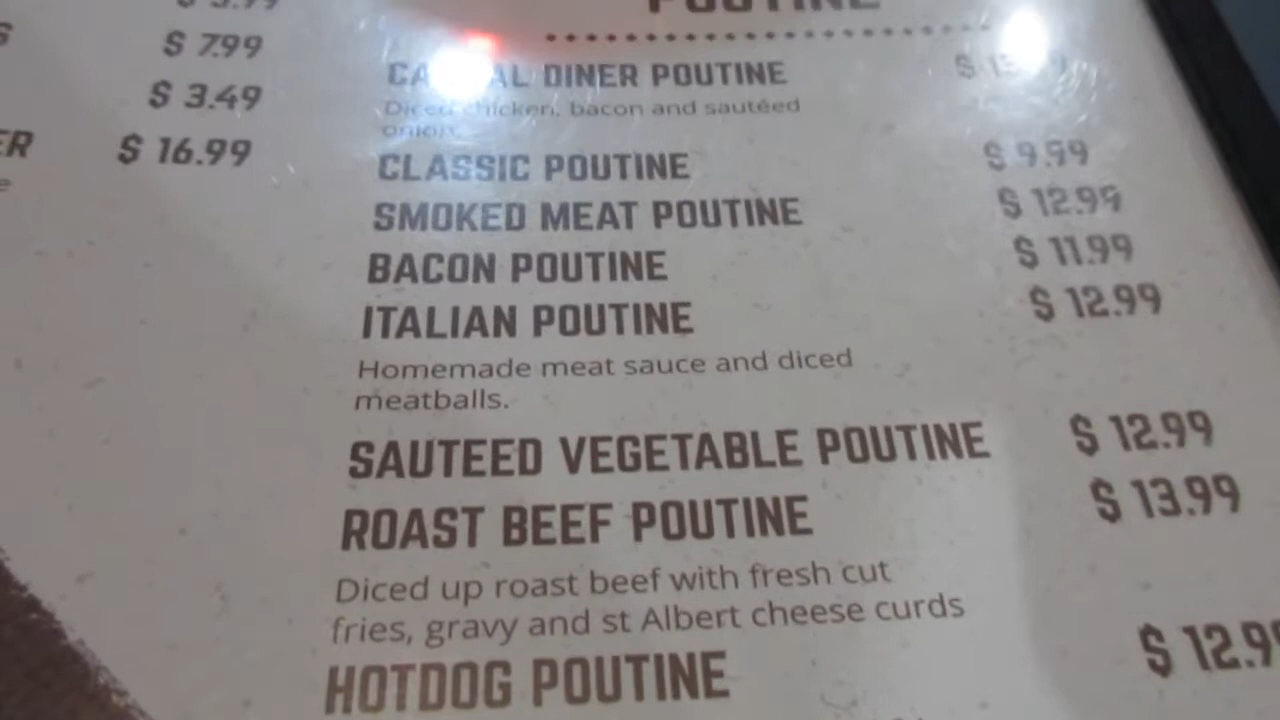 $ 7.99
$ 3.49
$ 16.99
POUTINE
DINER POUTINE
Diced chicken, bacon and sautéed
onion.
CLASSIC POUTINE $ 9.99
SMOKED MEAT POUTINE $ 12.99
BACON POUTINE $ 11.99
ITALIAN POUTINE $ 12.99
Homemade meat sauce and diced
meatballs.
SAUTEED VEGETABLE POUTINE $ 12.99
ROAST BEEF POUTINE $ 13.99
Diced up roast beef with fresh cut
fries, gravy and st Albert cheese curds
HOTDOG POUTINE $ 12.99